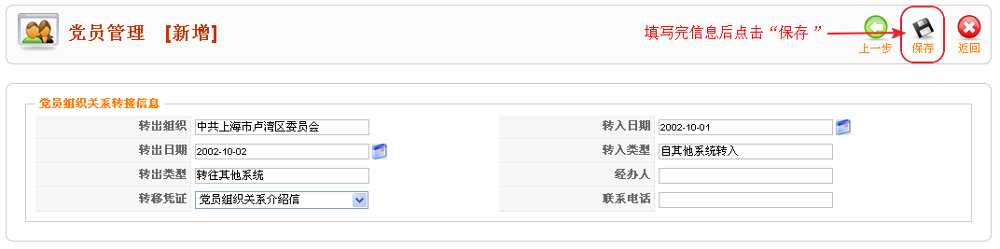 党员管理 [新增]
填写完信息后点击“保存 ”
上一步 保存 返回
党员组织关系转接信息
转出组织 中共上海市卢湾区委员会 转入日期 2002-10-01
转出日期 2002-10-02 转入类型 自其他系统转入
转出类型 转往其他系统 经办人
转移凭证 党员组织关系介绍信 联系电话